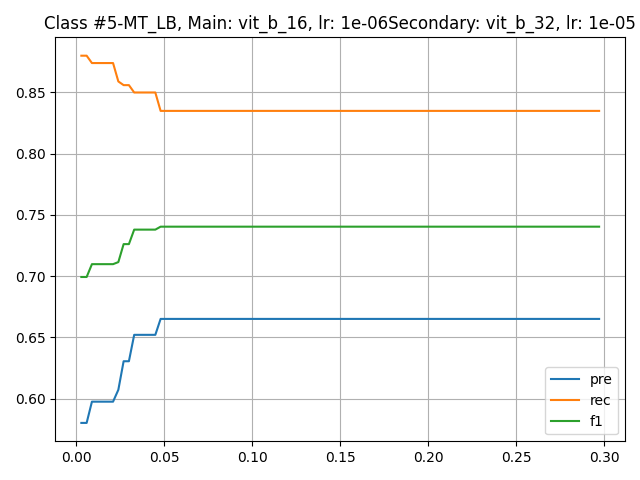 Class #5-MT_LB, Main: vit_b_16, lr: 1e-06Secondary: vit_b_32, lr: 1e-05
0.85
0.80
0.75
0.70
0.65
0.60
pre
rec
f1
0.00 0.05 0.10 0.15 0.20 0.25 0.30